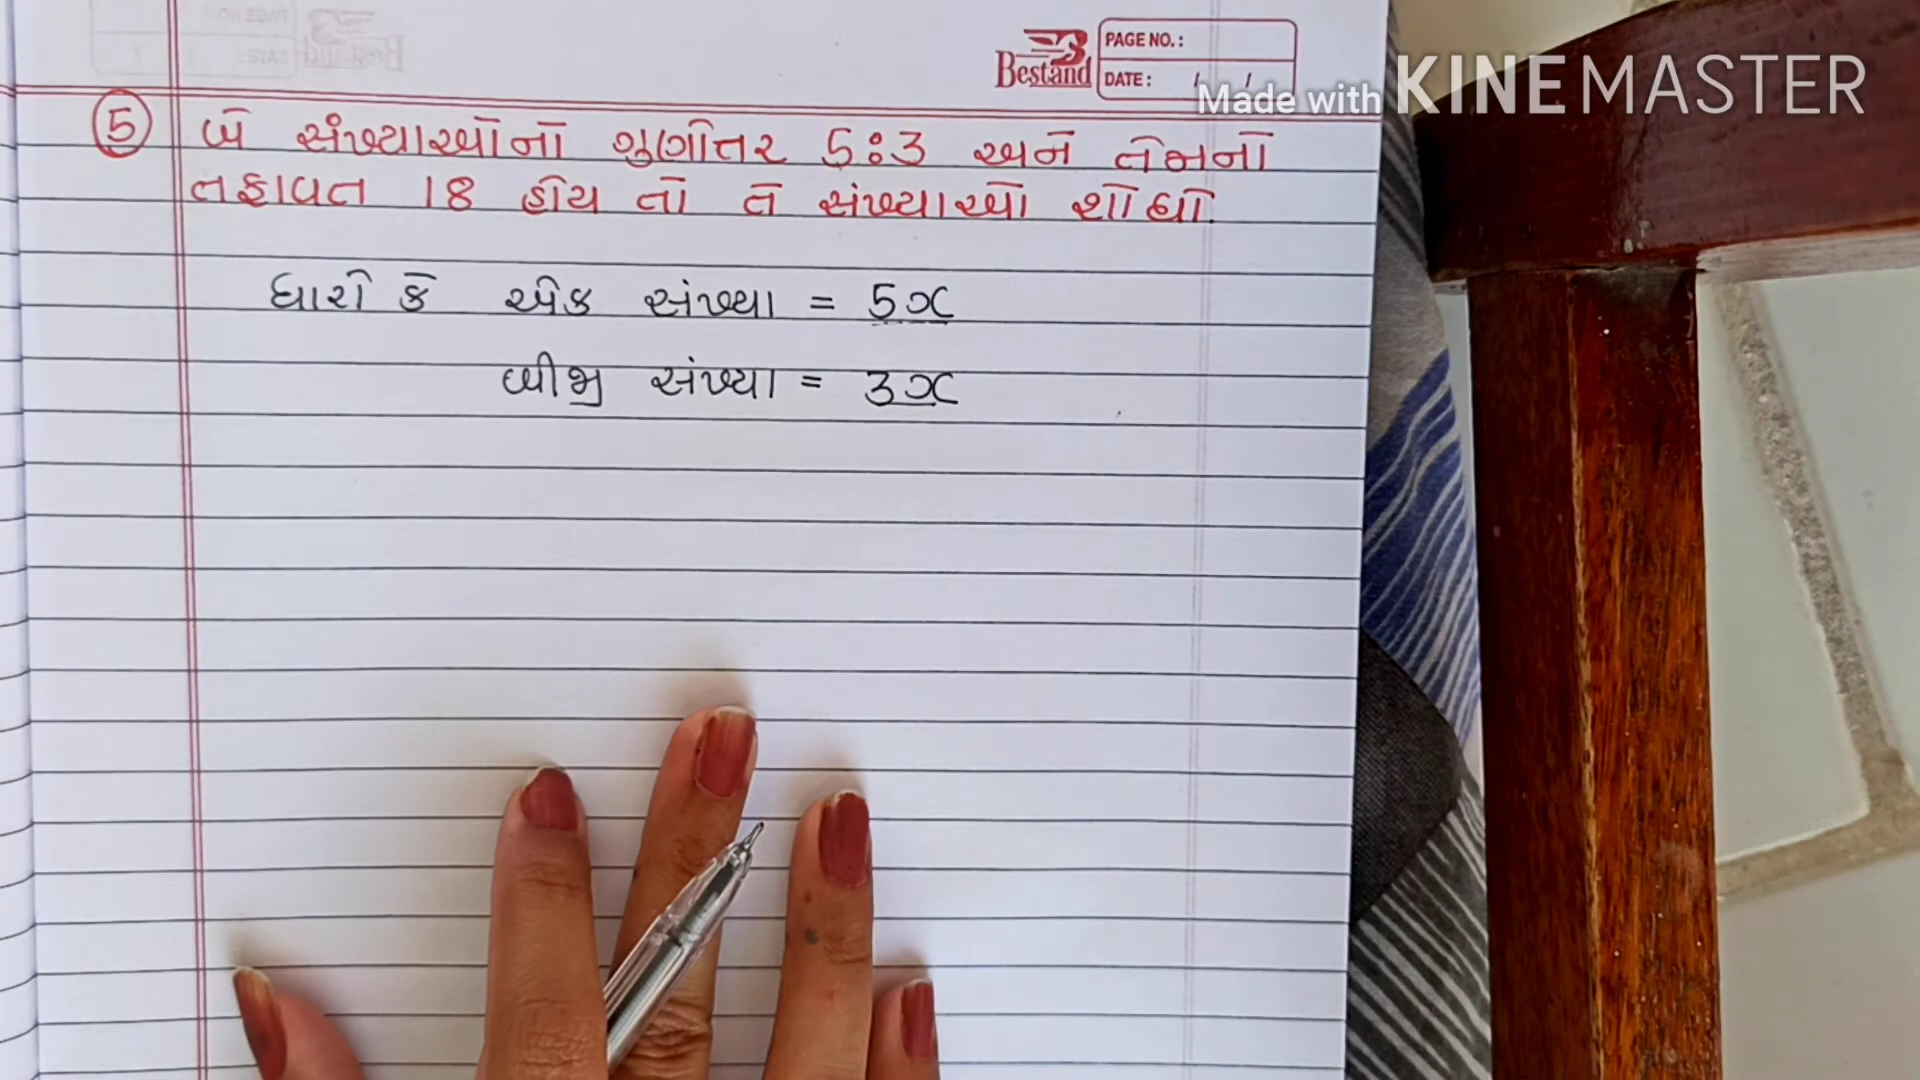 Bestand
PAGE NO. :
DATE : / /
Made with KINEMASTER
5 બે સંખ્યાઓનો ગુણોત્તર 5:3 અને તેમનો
તફાવત 18 હોય તો તે સંખ્યાઓ શોધો.
ધારો કે એક સંખ્યા = 5x
બીજી સંખ્યા = 3x